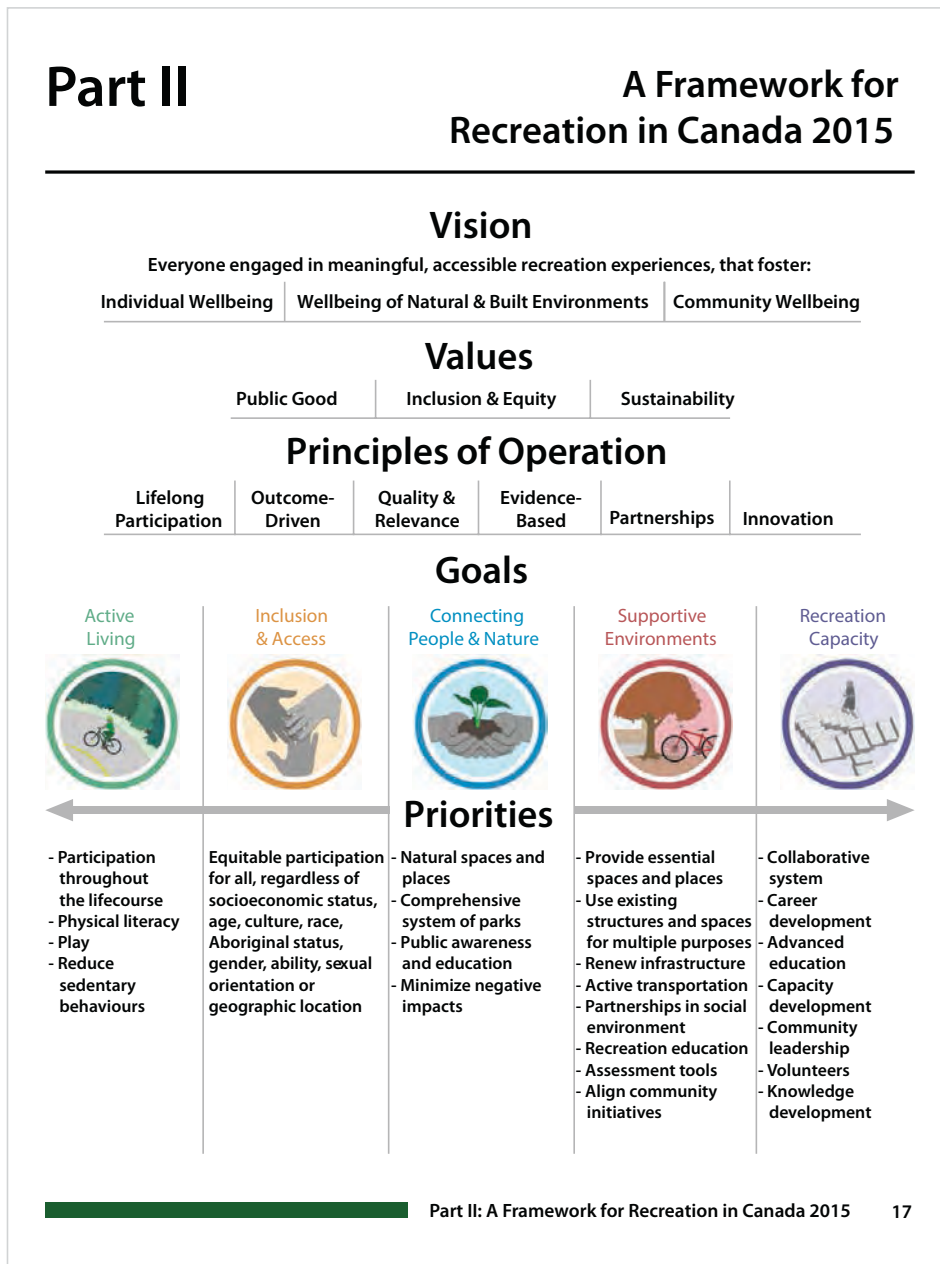 Part II
A Framework for
Recreation in Canada 2015
Vision
Everyone engaged in meaningful, accessible recreation experiences, that foster:
Individual Wellbeing
Wellbeing of Natural & Built Environments
Community Wellbeing
Values
Public Good
Inclusion & Equity
Sustainability
Principles of Operation
Lifelong
Participation
Outcome-
Driven
Quality &
Relevance
Evidence-
Based
Partnerships
Innovation
Goals
Active
Living
Inclusion
& Access
Connecting
People & Nature
Supportive
Environments
Recreation
Capacity
Priorities
- Participation
throughout
the lifecourse
- Physical literacy
- Play
- Reduce
sedentary
behaviours
Equitable participation
for all, regardless of
socioeconomic status,
age, culture, race,
Aboriginal status,
gender, ability, sexual
orientation or
geographic location
- Natural spaces and
places
- Comprehensive
system of parks
- Public awareness
and education
- Minimize negative
impacts
- Provide essential
spaces and places
- Use existing
structures and spaces
for multiple purposes
- Renew infrastructure
- Active transportation
- Partnerships in social
environment
- Recreation education
- Assessment tools
- Align community
initiatives
- Collaborative
system
- Career
development
- Advanced
education
- Capacity
development
- Community
leadership
- Volunteers
- Knowledge
development
Part II: A Framework for Recreation in Canada 2015 17